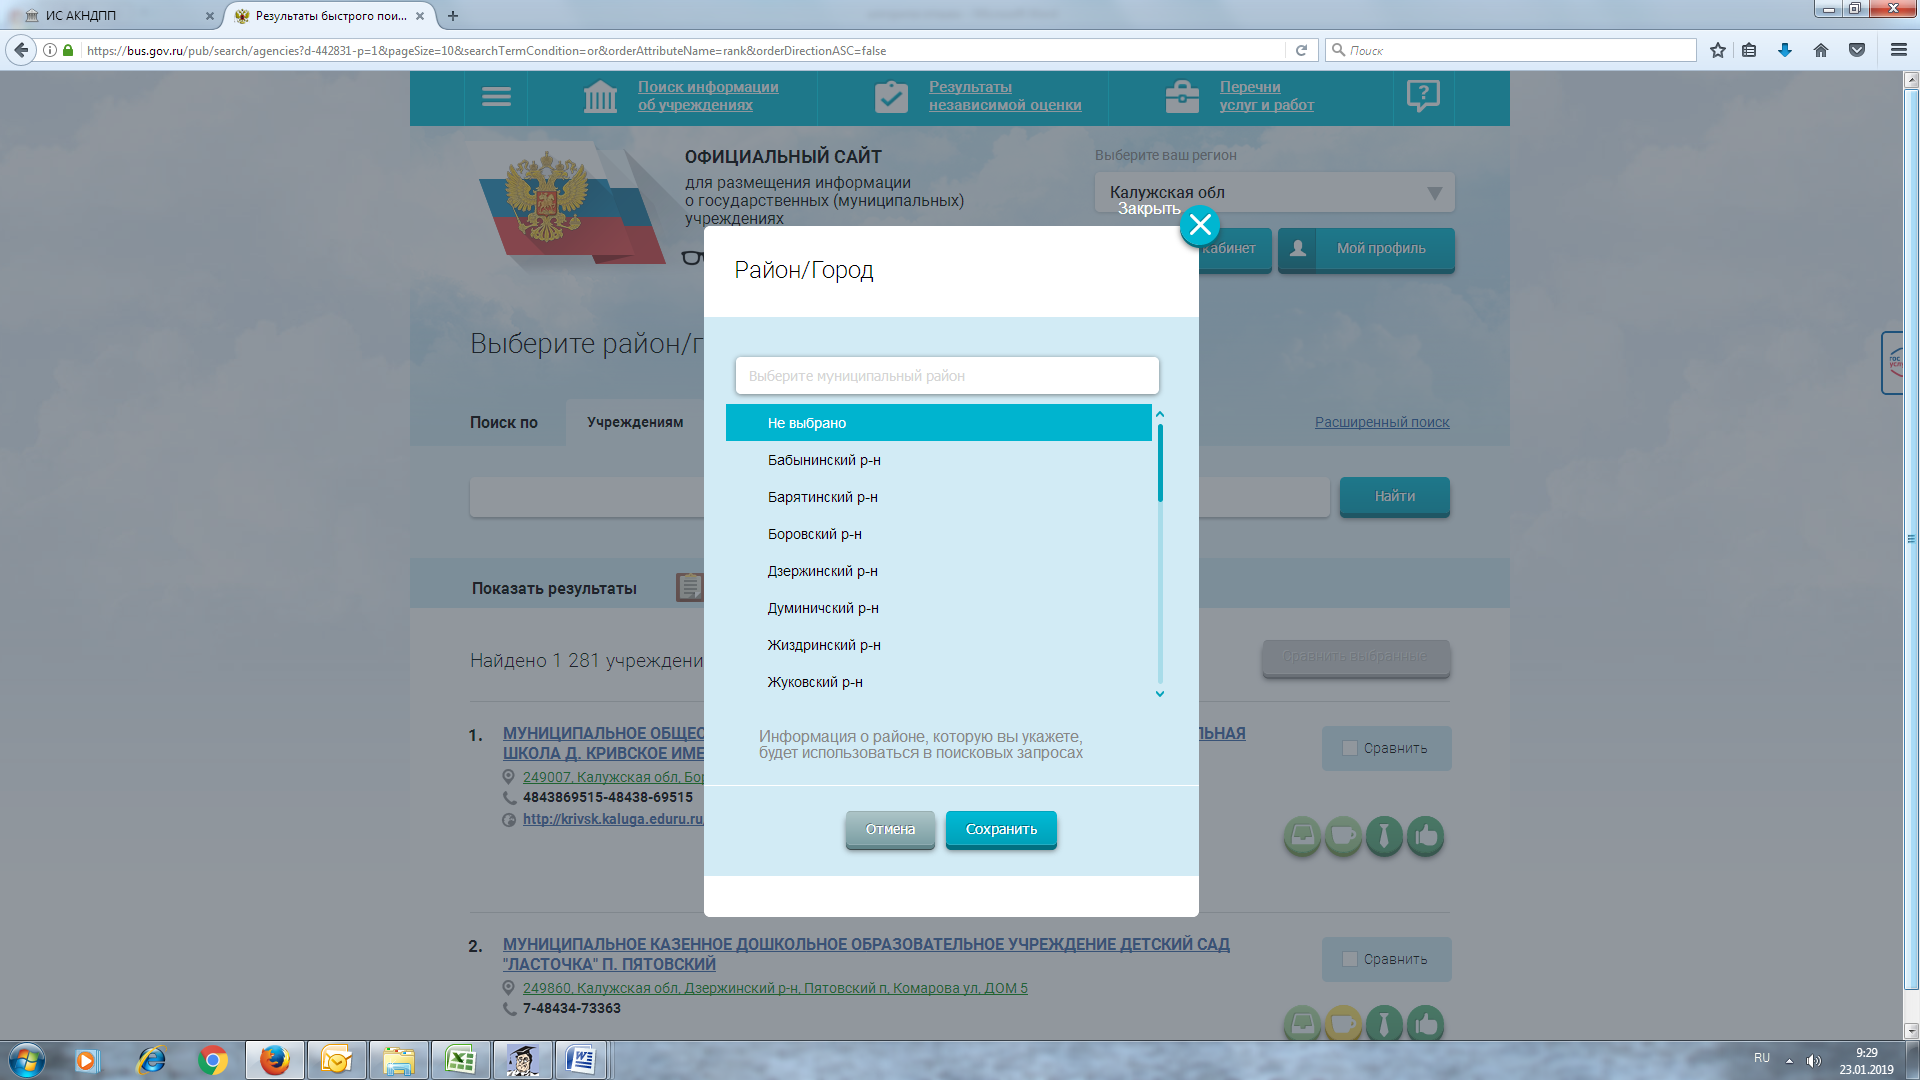 ИС АКНДПП
Результаты быстрого пои...
https://bus.gov.ru/pub/search/agencies?d-442831-p=1&pageSize=10&searchTermCondition=or&orderAttributeName=rank&orderDirectionASC=false
Поиск
Поиск информации
об учреждениях
Результаты
независимой оценки
Перечни
услуг и работ
ОФИЦИАЛЬНЫЙ САЙТ
для размещения информации
о государственных (муниципальных)
учреждениях
Выберите ваш регион
Калужская обл
Закрыть
кабинет
Мой профиль
Район/Город
Выберите район/г
Выберите муниципальный район
Поиск по
Учреждениям
Расширенный поиск
Не выбрано
Бабынинский р-н
Барятинский р-н
Боровский р-н
Дзержинский р-н
Думиничский р-н
Жиздринский р-н
Жуковский р-н
Найти
Показать результаты
Найдено 1 281 учреждени
Сравнить выбранные
Информация о районе, которую вы укажете,
будет использоваться в поисковых запросах
Отмена
Сохранить
1. МУНИЦИПАЛЬНОЕ ОБЩЕС ЛЬНАЯ
ШКОЛА Д. КРИВСКОЕ ИМЕ
249007, Калужская обл, Бор
4843869515-48438-69515
http://krivsk.kaluga.eduru.ru
Сравнить
2. МУНИЦИПАЛЬНОЕ КАЗЕННОЕ ДОШКОЛЬНОЕ ОБРАЗОВАТЕЛЬНОЕ УЧРЕЖДЕНИЕ ДЕТСКИЙ САД
"ЛАСТОЧКА" П. ПЯТОВСКИЙ
249860, Калужская обл, Дзержинский р-н, Пятовский п, Комарова ул, ДОМ 5
7-48434-73363
Сравнить
RU
9:29
23.01.2019